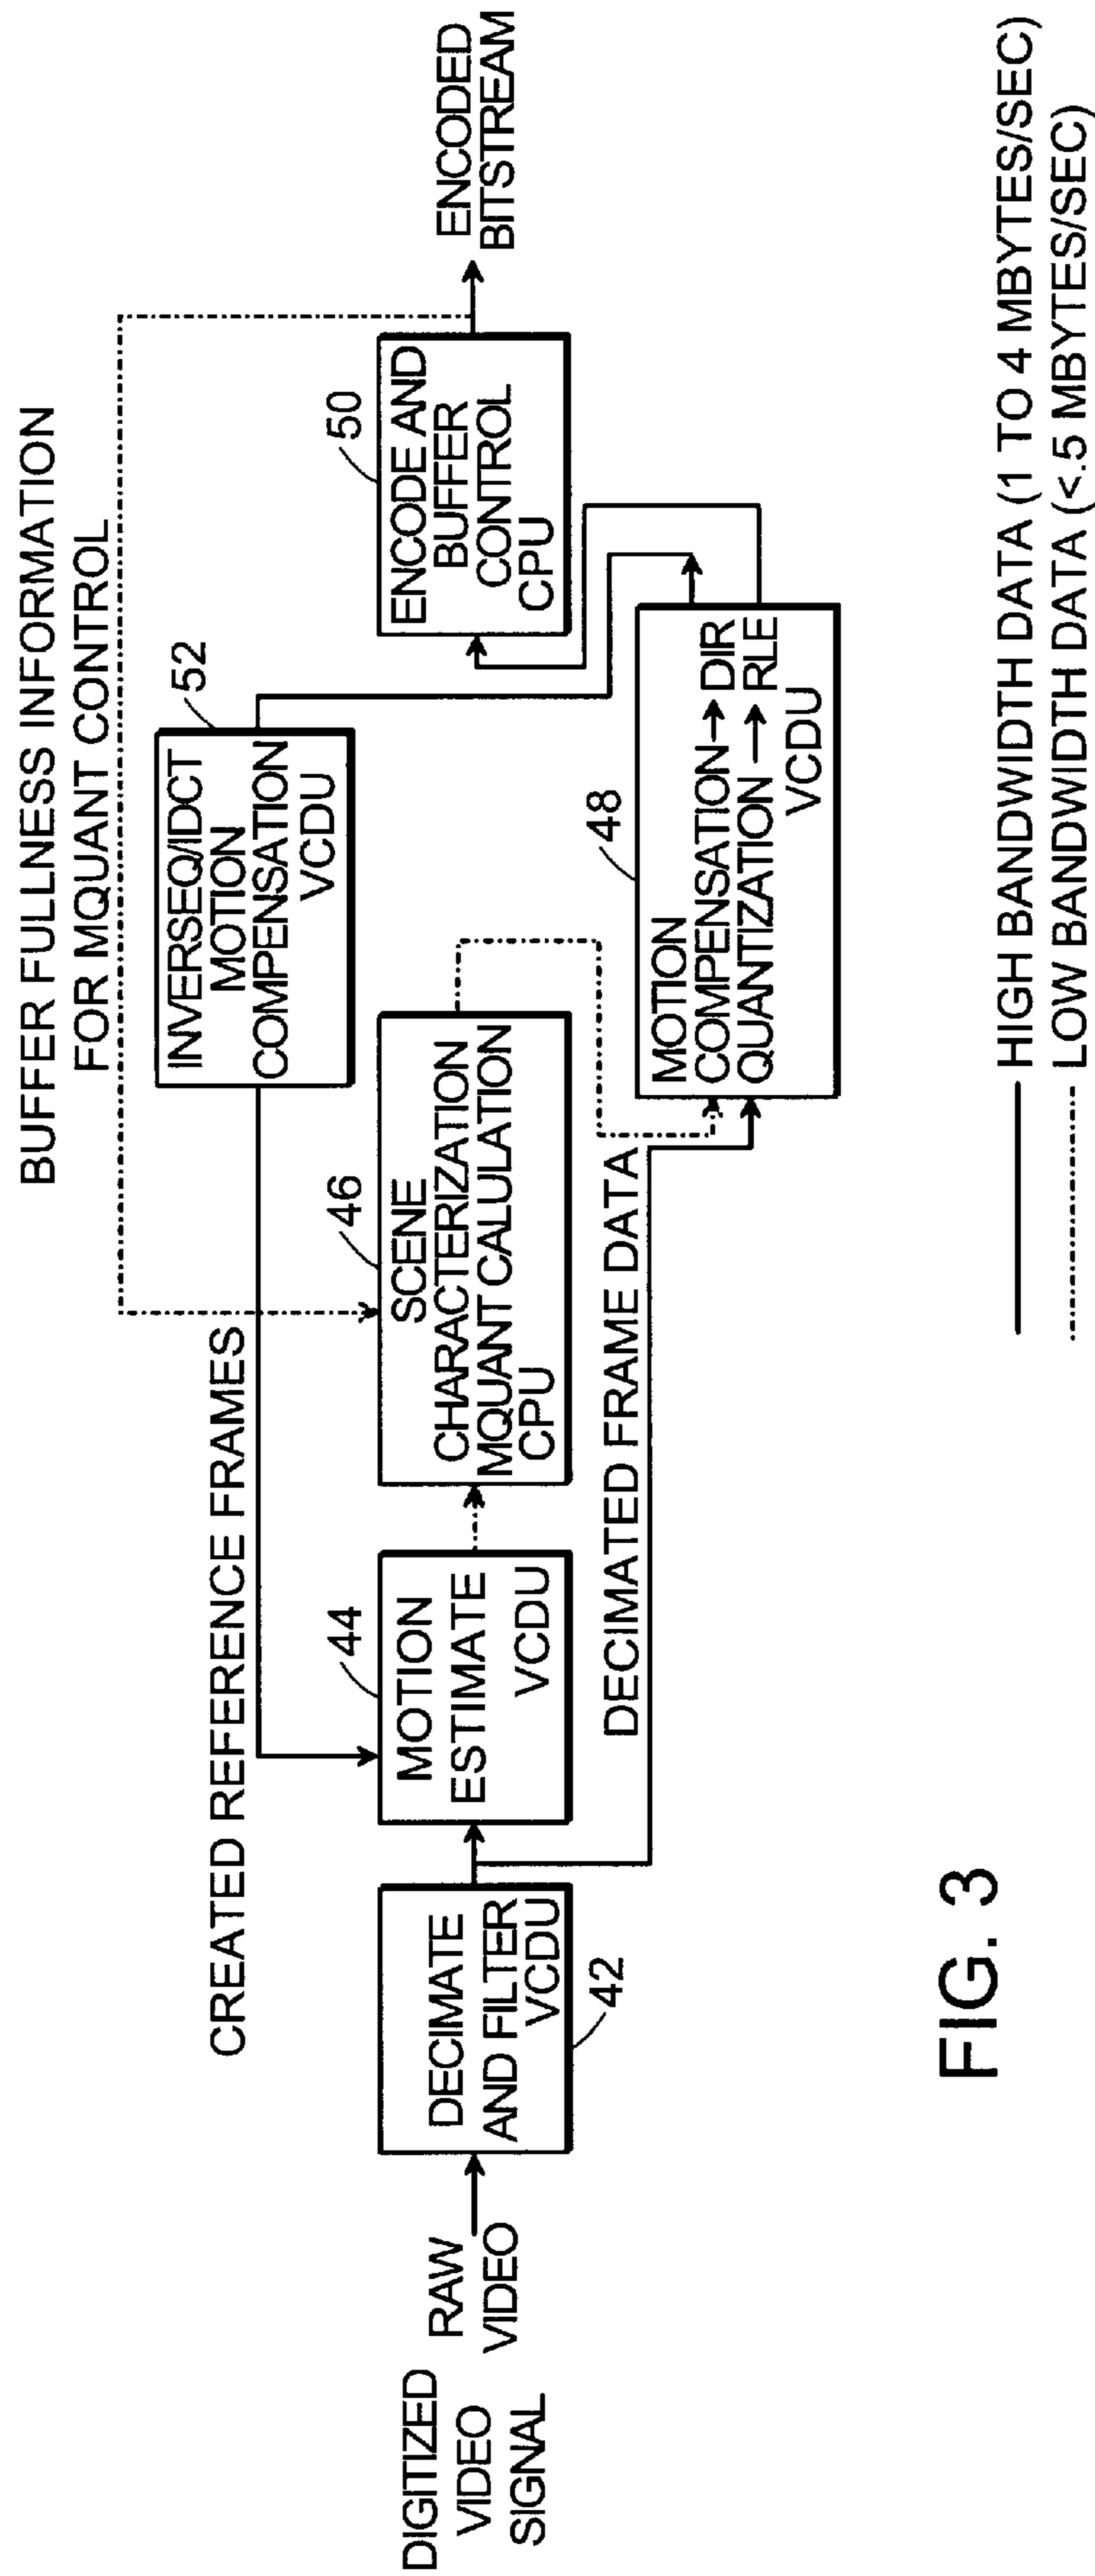 BUFFER FULLNESS INFORMATION
FOR MQUANT CONTROL
CREATED REFERENCE FRAMES
52
INVERSEQ/IDCT
MOTION
COMPENSATION
VCDU
DIGITIZED
VIDEO
SIGNAL
RAW
VIDEO
DECIMATE
AND FILTER
VCDU
42
44
MOTION
ESTIMATE
VCDU
46
SCENE
CHARACTERIZATION
MQUANT CALULATION
CPU
50
ENCODE AND
BUFFER
CONTROL
CPU
ENCODED
BITSTREAM
DECIMATED FRAME DATA
48
MOTION
COMPENSATION→DIR
QUANTIZATION→RLE
VCDU
HIGH BANDWIDTH DATA (1 TO 4 MBYTES/SEC)
LOW BANDWIDTH DATA (<.5 MBYTES/SEC)
FIG. 3